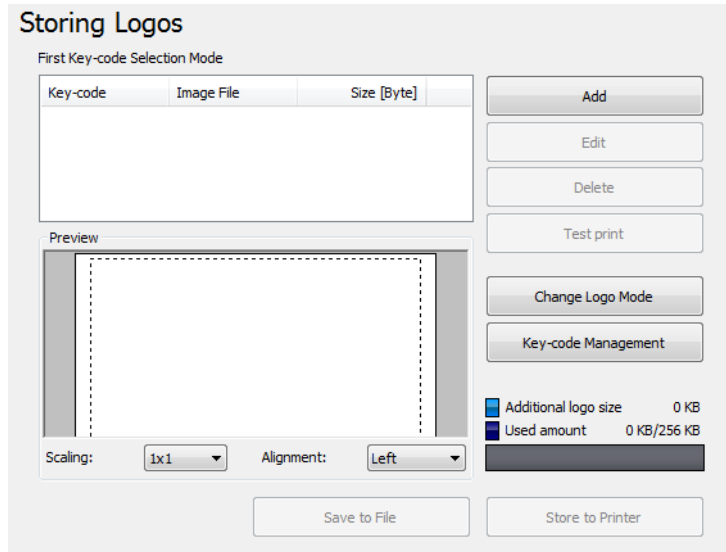 Storing Logos
First Key-code Selection Mode
Key-code Image File Size [Byte]
Add
Edit
Delete
Test print
Preview
Change Logo Mode
Key-code Management
Additional logo size 0 KB
Used amount 0 KB/256 KB
Scaling: 1x1 Alignment: Left
Save to File Store to Printer